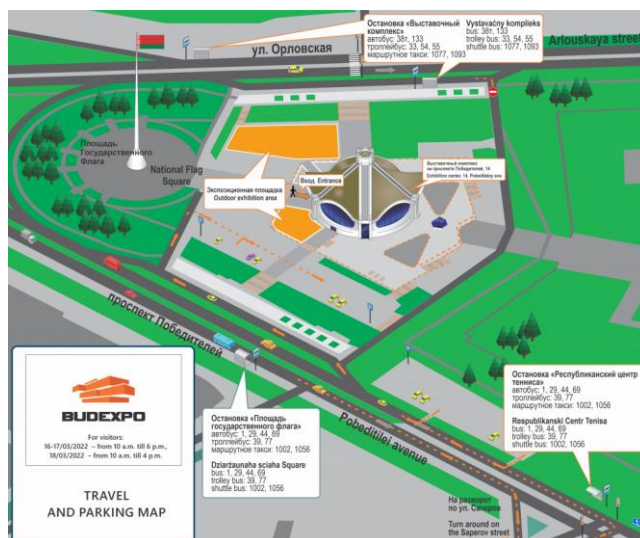 Остановка «Выставочный
комплекс»
автобус: 38т, 133
троллейбус: 33, 54, 55
маршрутное такси: 1077, 1093
Vystavačny komplieks
bus: 38т, 133
trolley bus: 33, 54, 55
shuttle bus: 1077, 1093
ул. Орловская
Arlouskaya street
Площадь
Государственного
Флага
National Flag
Square
Экспозиционная площадка
Outdoor exhibition area
Вход Entrance
Выставочный комплекс
на проспекте Победителей, 14
Exhibition center, 14, Pobediteley ave.
проспект Победителей
Pobeditilei avenue
BUDEXPO
For visitors:
16-17/03/2022 – from 10 a.m. till 6 p.m.,
18/03/2022 – from 10 a.m. till 4 p.m.
TRAVEL
AND PARKING MAP
Остановка «Площадь
государственного флага»
автобус: 1, 29, 44, 69
троллейбус: 39, 77
маршрутное такси: 1002, 1056
Dziaržaunaha sciaha Square
bus: 1, 29, 44, 69
trolley bus: 39, 77
shuttle bus: 1002, 1056
Остановка «Республиканский центр
тенниса»
автобус: 1, 29, 44, 69
троллейбус: 39, 77
маршрутное такси: 1002, 1056
Respublikanski Centr Tenisa
bus: 1, 29, 44, 69
trolley bus: 39, 77
shuttle bus: 1002, 1056
На разворот
по ул. Саперов
Turn around on
the Saperov street